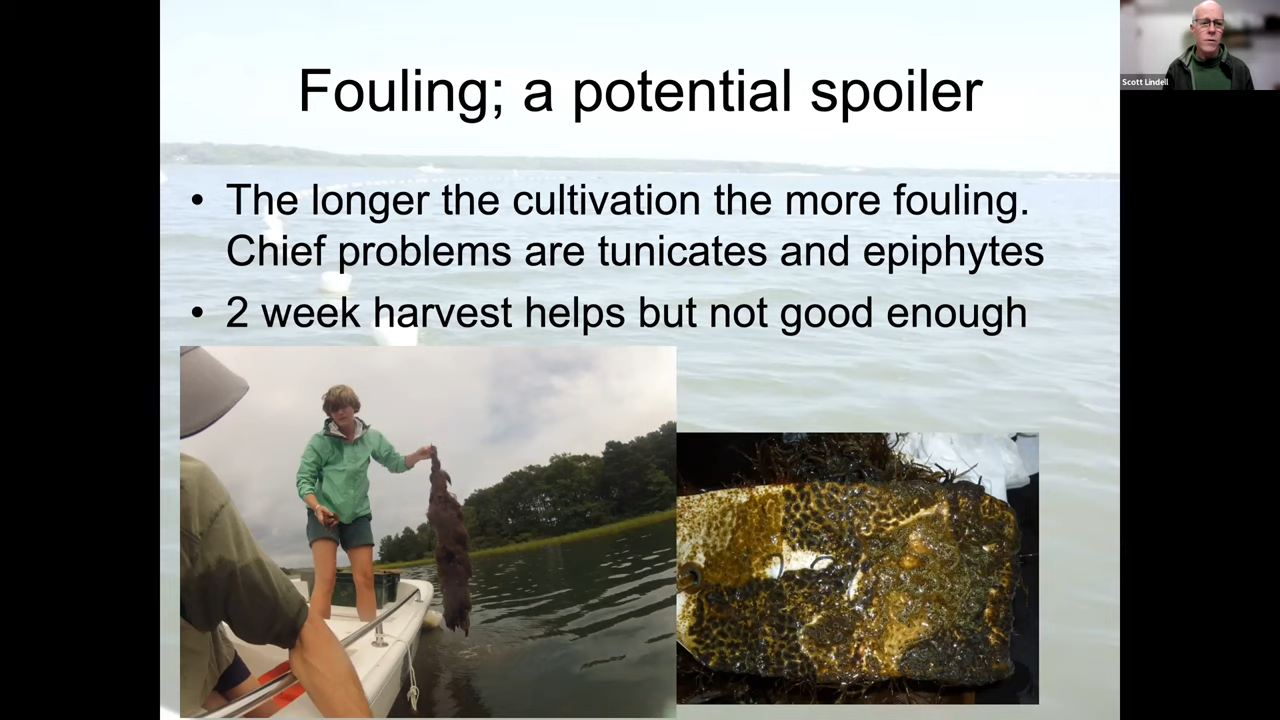 Scott Lindell
Fouling; a potential spoiler
• The longer the cultivation the more fouling.
Chief problems are tunicates and epiphytes
• 2 week harvest helps but not good enough